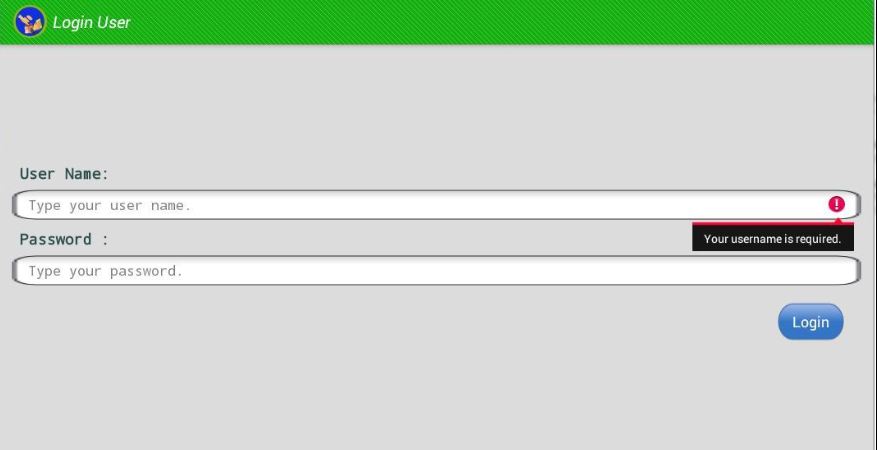 Login User
User Name:
Type your user name.
Your username is required.
Password :
Type your password.
Login